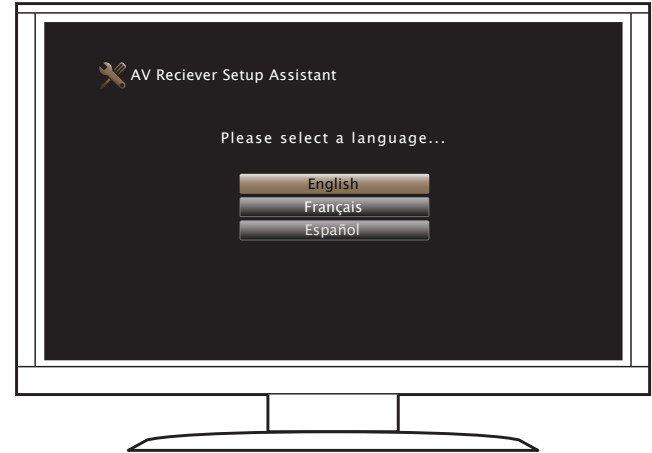 AV Reciever Setup Assistant
Please select a language...
English
Français
Español